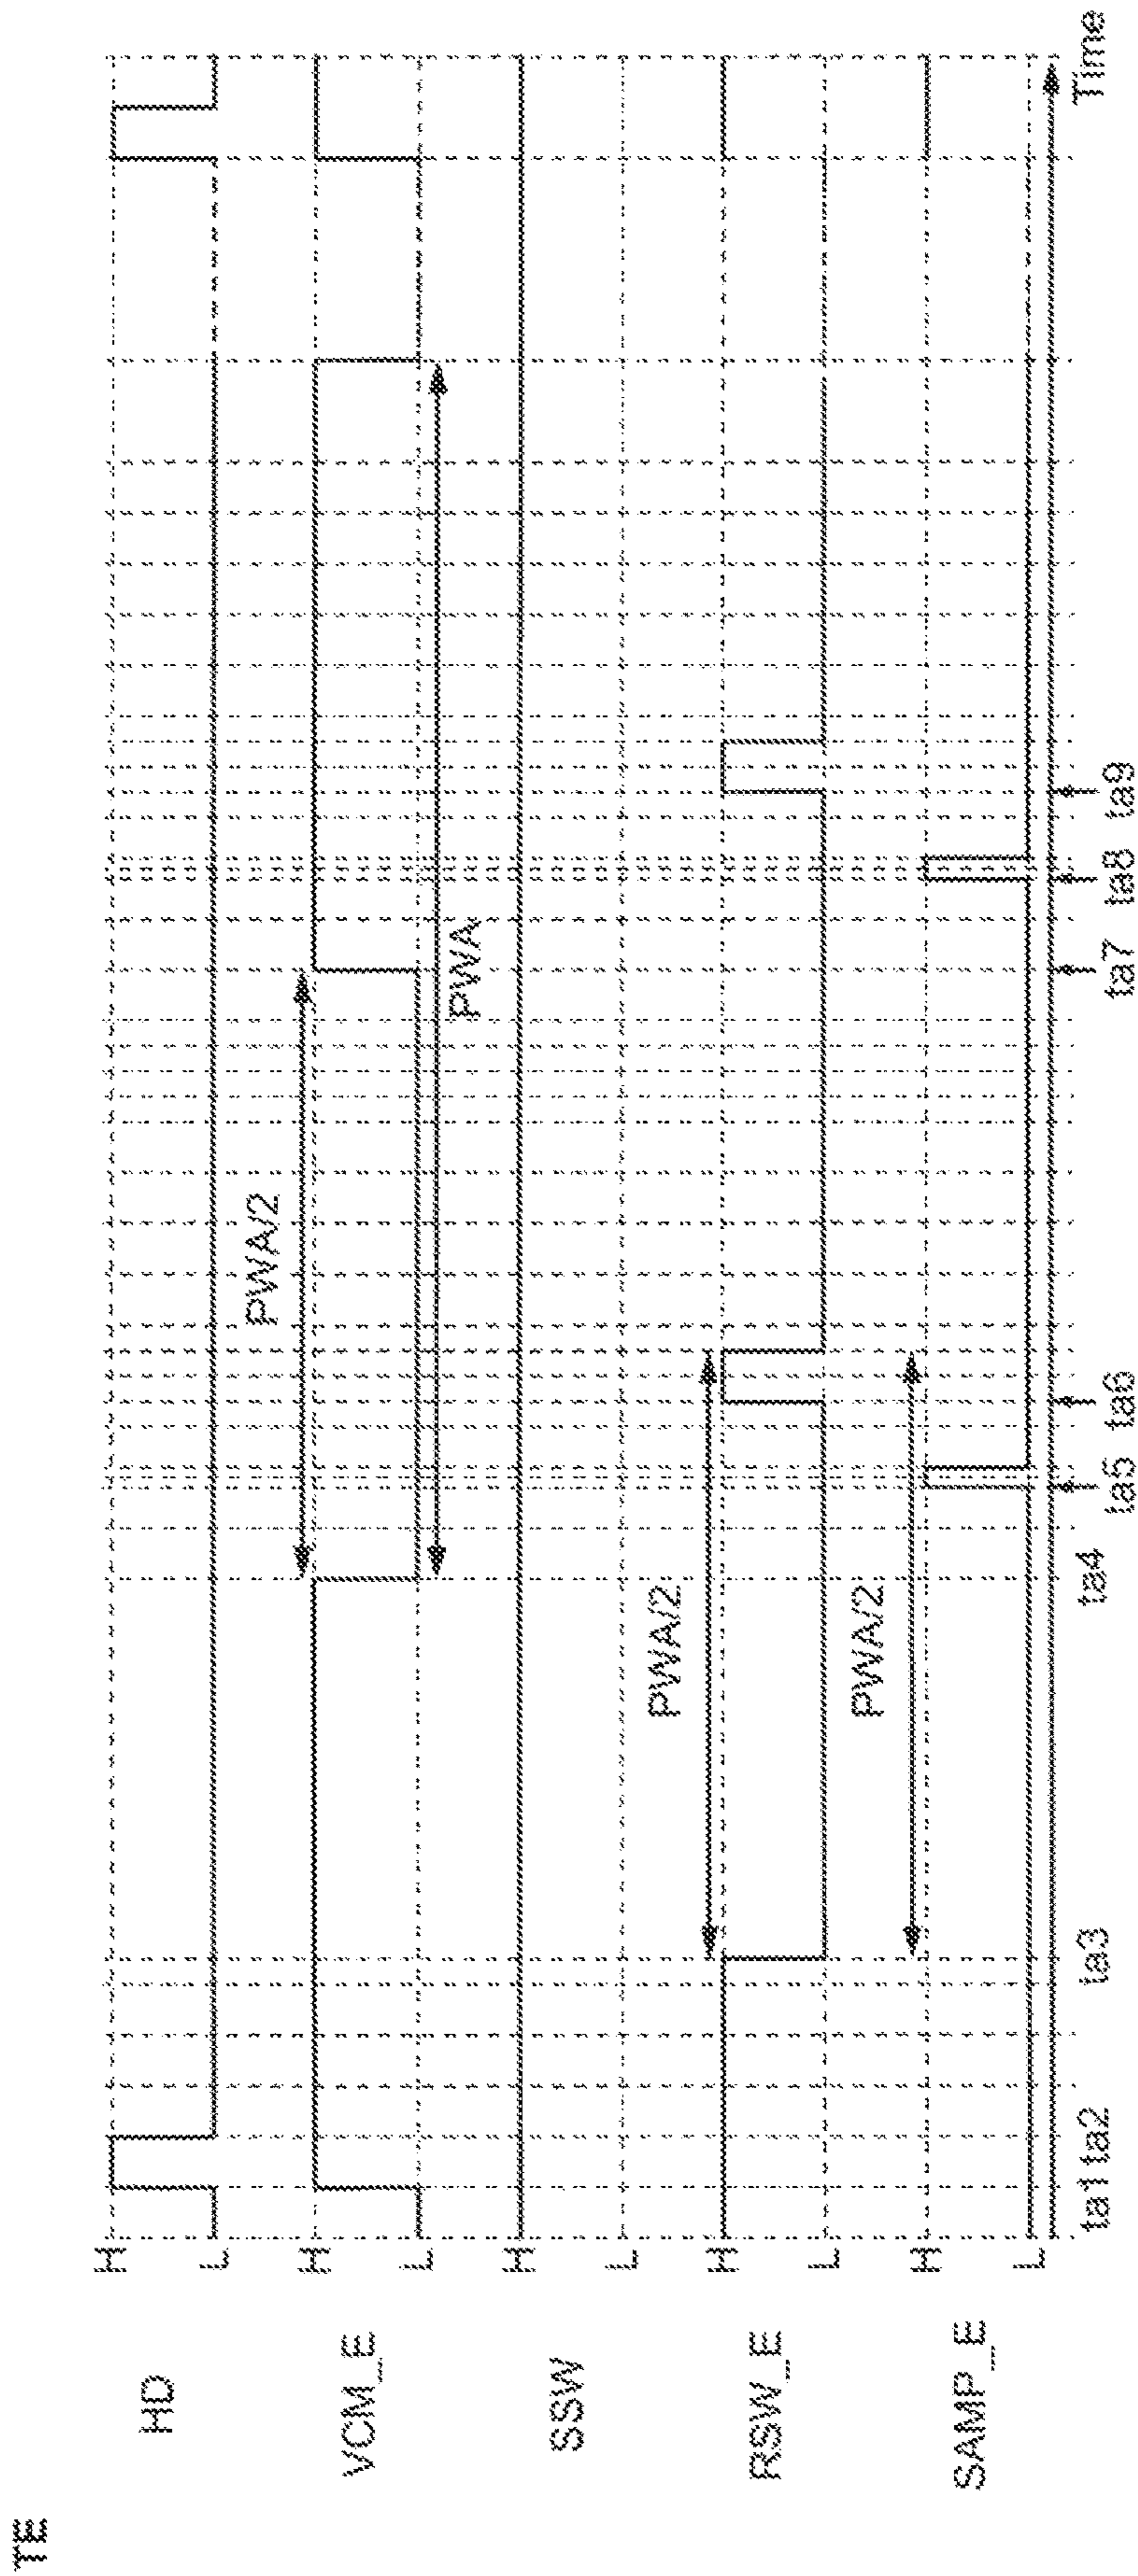 TE
HD
H
L
VCM_E
H
L
PWA/2
PWA
SSW
H
L
RSW_E
H
L
PWA/2
SAMP_E
H
L
PWA/2
ta1 ta2 ta3 ta4 ta5 ta6 ta7 ta8 ta9 Time